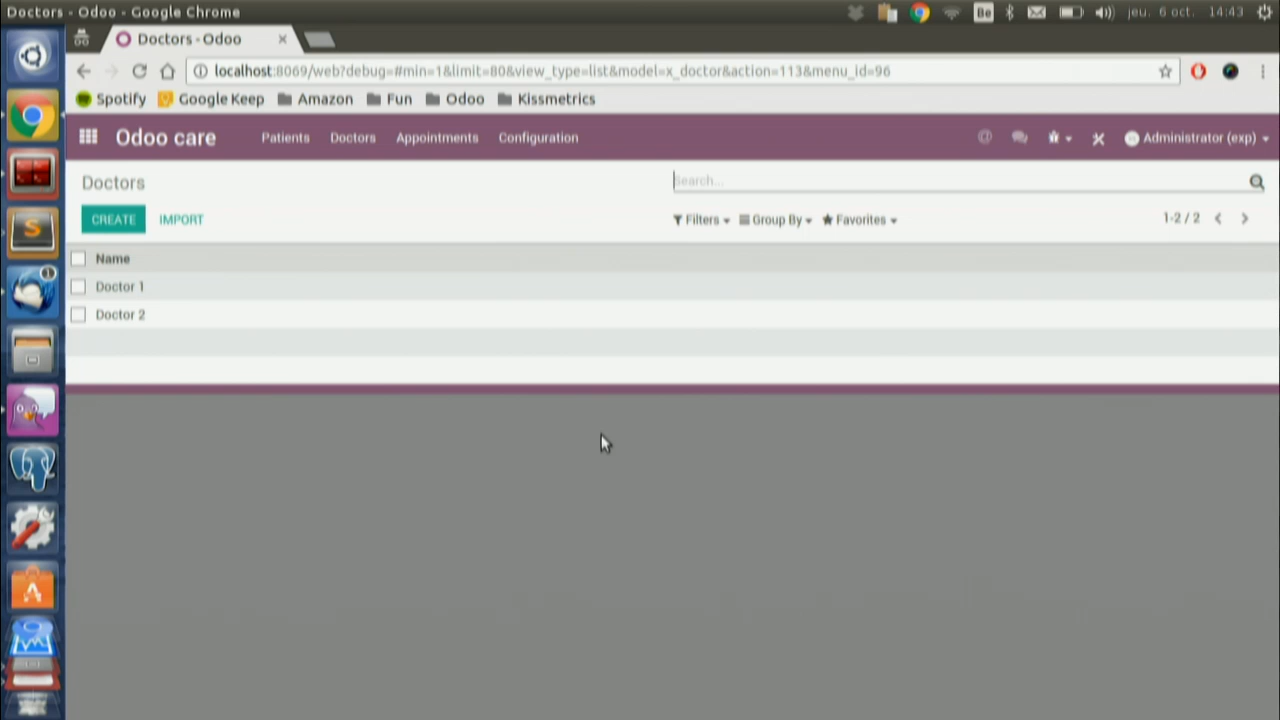 Doctors - Odoo - Google Chrome
Be
jeu. 6 oct. 14:43
Doctors - Odoo
localhost:8069/web?debug=#min=1&limit=80&view_type=list&model=x_doctor&action=113&menu_id=96
Spotify Google Keep Amazon Fun Odoo Kissmetrics
Odoo care Patients Doctors Appointments Configuration Administrator (exp)
Doctors
Search...
CREATE IMPORT Filters Group By Favorites 1-2 / 2
Name
Doctor 1
Doctor 2